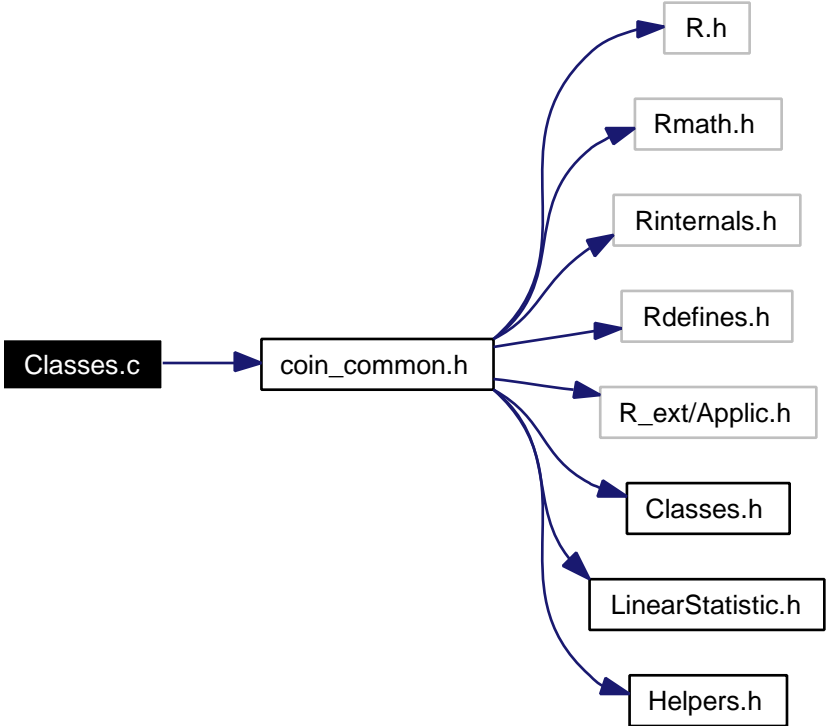 R.h
Rmath.h
Rinternals.h
Rdefines.h
Classes.c
coin_common.h
R_ext/Applic.h
Classes.h
LinearStatistic.h
Helpers.h